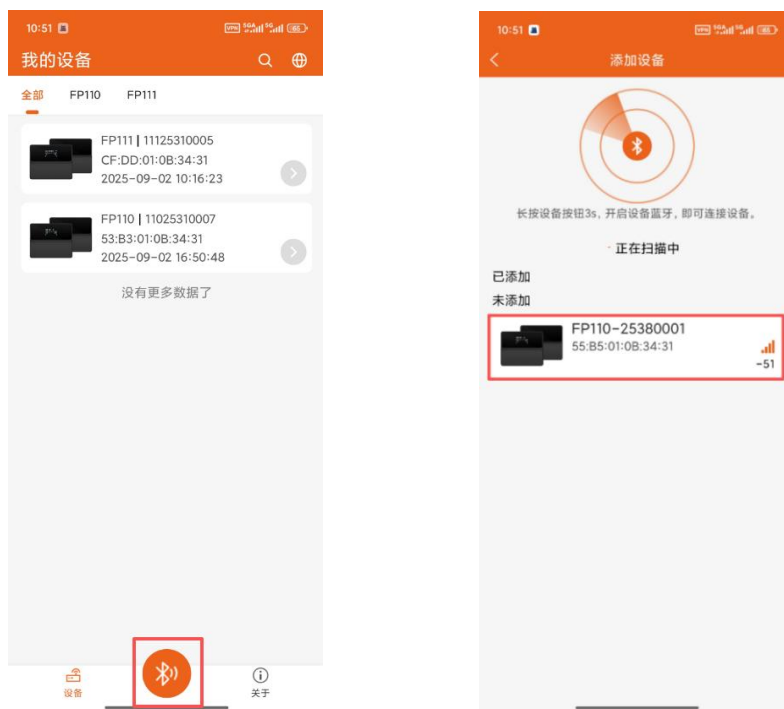 10:51
VPN
我的设备
全部 FP110 FP111
FP111 | 11125310005
CF:DD:01:0B:34:31
2025-09-02 10:16:23
FP110 | 11025310007
53:B3:01:0B:34:31
2025-09-02 16:50:48
没有更多数据了
设备
关于
10:51
VPN
添加设备
长按设备按钮3s, 开启设备蓝牙, 即可连接设备。
正在扫描中
已添加
未添加
FP110-25380001
55:B5:01:0B:34:31
-51